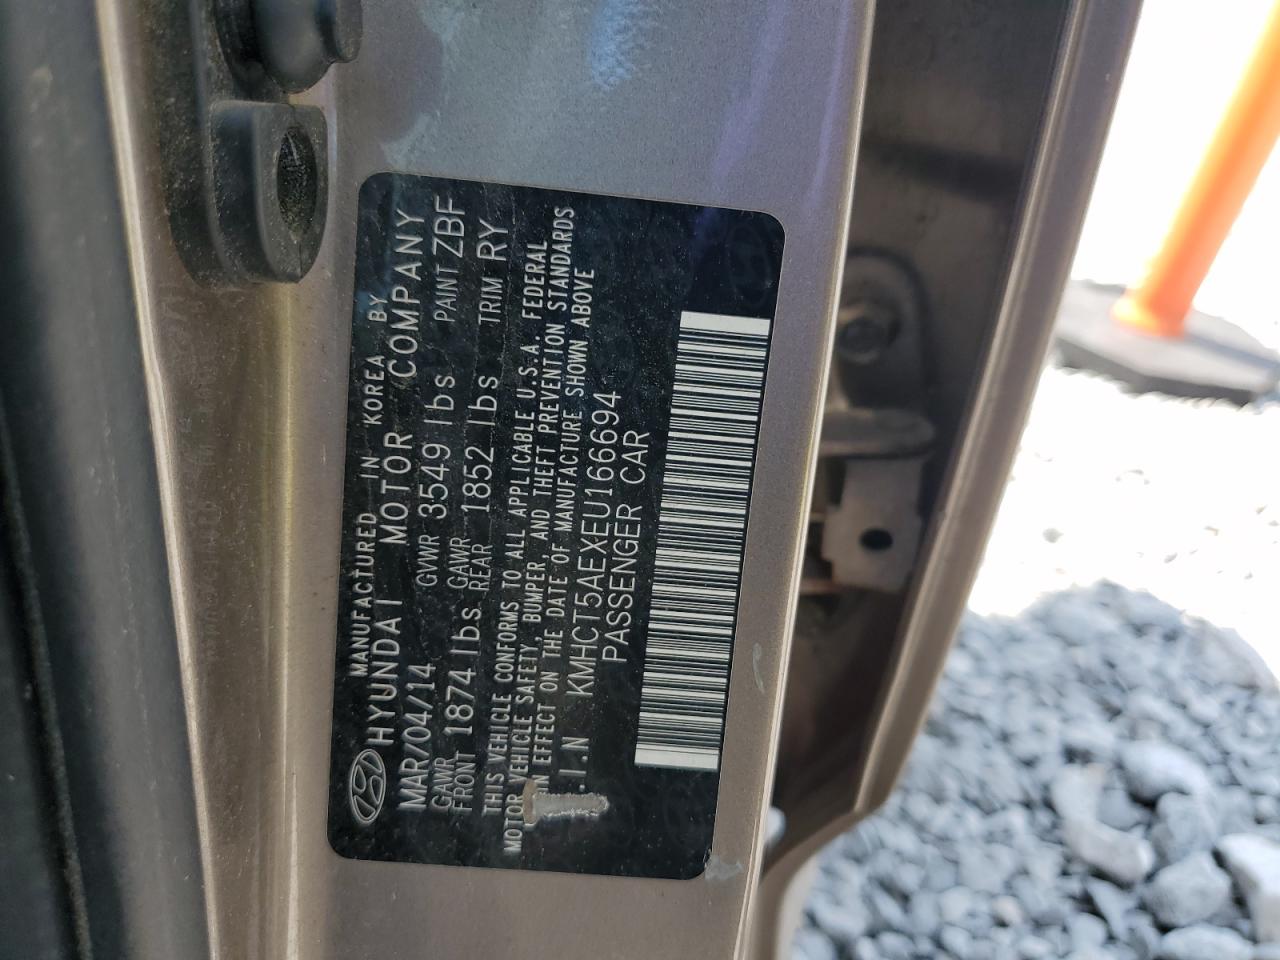 MANUFACTURED IN KOREA BY
HYUNDAI MOTOR COMPANY
MAR/04/14 GVWR 3549 lbs PAINT ZBF
GAWR FRONT 1874 lbs GAWR REAR 1852 lbs TRIM RY
THIS VEHICLE CONFORMS TO ALL APPLICABLE U.S.A. FEDERAL
MOTOR VEHICLE SAFETY, BUMPER, AND THEFT PREVENTION STANDARDS
IN EFFECT ON THE DATE OF MANUFACTURE SHOWN ABOVE
.I.N KMHCT5AEXEU166694
PASSENGER CAR